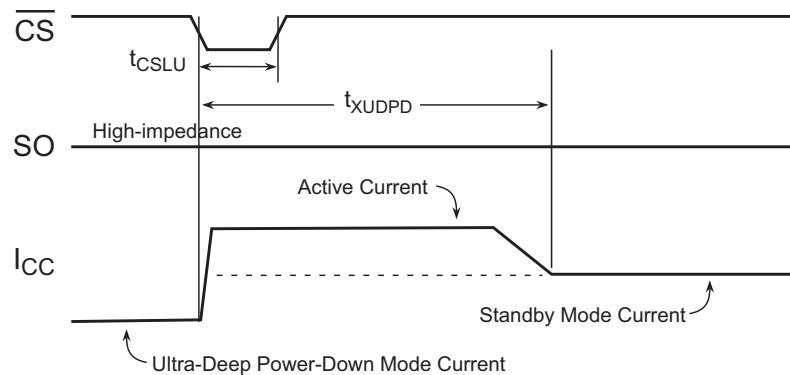 CS
tCSLU
tXUDPD
High-impedance
SO
Active Current
ICC
Standby Mode Current
Ultra-Deep Power-Down Mode Current